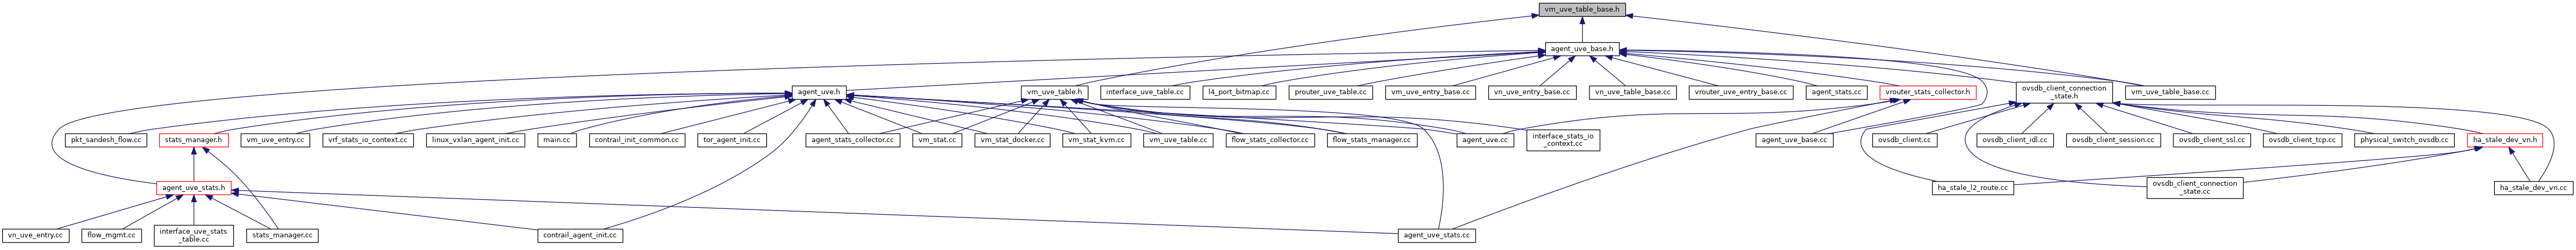 vm_uve_table_base.h
agent_uve_base.h
agent_uve.h
vm_uve_table.h
interface_uve_table.cc
l4_port_bitmap.cc
prouter_uve_table.cc
vm_uve_entry_base.cc
vn_uve_entry_base.cc
vn_uve_table_base.cc
vrouter_uve_entry_base.cc
agent_stats.cc
vrouter_stats_collector.h
ovsdb_client_connection
_state.h
vm_uve_table_base.cc
pkt_sandesh_flow.cc
stats_manager.h
vm_uve_entry.cc
vrf_stats_io_context.cc
linux_vxlan_agent_init.cc
main.cc
contrail_init_common.cc
tor_agent_init.cc
agent_stats_collector.cc
vm_stat.cc
vm_stat_docker.cc
vm_stat_kvm.cc
vm_uve_table.cc
flow_stats_collector.cc
flow_stats_manager.cc
agent_uve.cc
interface_stats_io
_context.cc
agent_uve_base.cc
ovsdb_client.cc
ovsdb_client_idl.cc
ovsdb_client_session.cc
ovsdb_client_ssl.cc
ovsdb_client_tcp.cc
physical_switch_ovsdb.cc
ha_stale_dev_vn.h
agent_uve_stats.h
ha_stale_l2_route.cc
ovsdb_client_connection
_state.cc
ha_stale_dev_vn.cc
vn_uve_entry.cc
flow_mgmt.cc
interface_uve_stats
_table.cc
stats_manager.cc
contrail_agent_init.cc
agent_uve_stats.cc